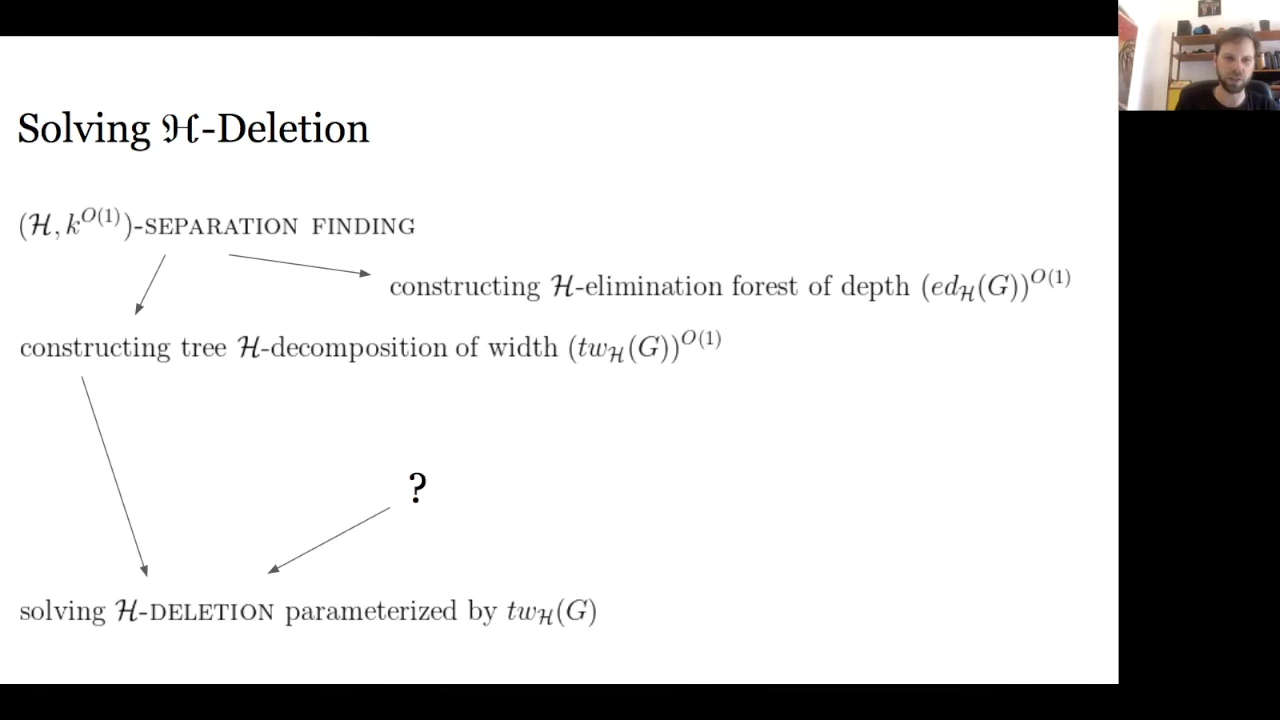 Solving ℋ-Deletion
(ℋ, k^{O(1)})-SEPARATION FINDING
constructing ℋ-elimination forest of depth (ed_ℋ(G))^{O(1)}
constructing tree ℋ-decomposition of width (tw_ℋ(G))^{O(1)}
?
solving ℋ-DELETION parameterized by tw_ℋ(G)